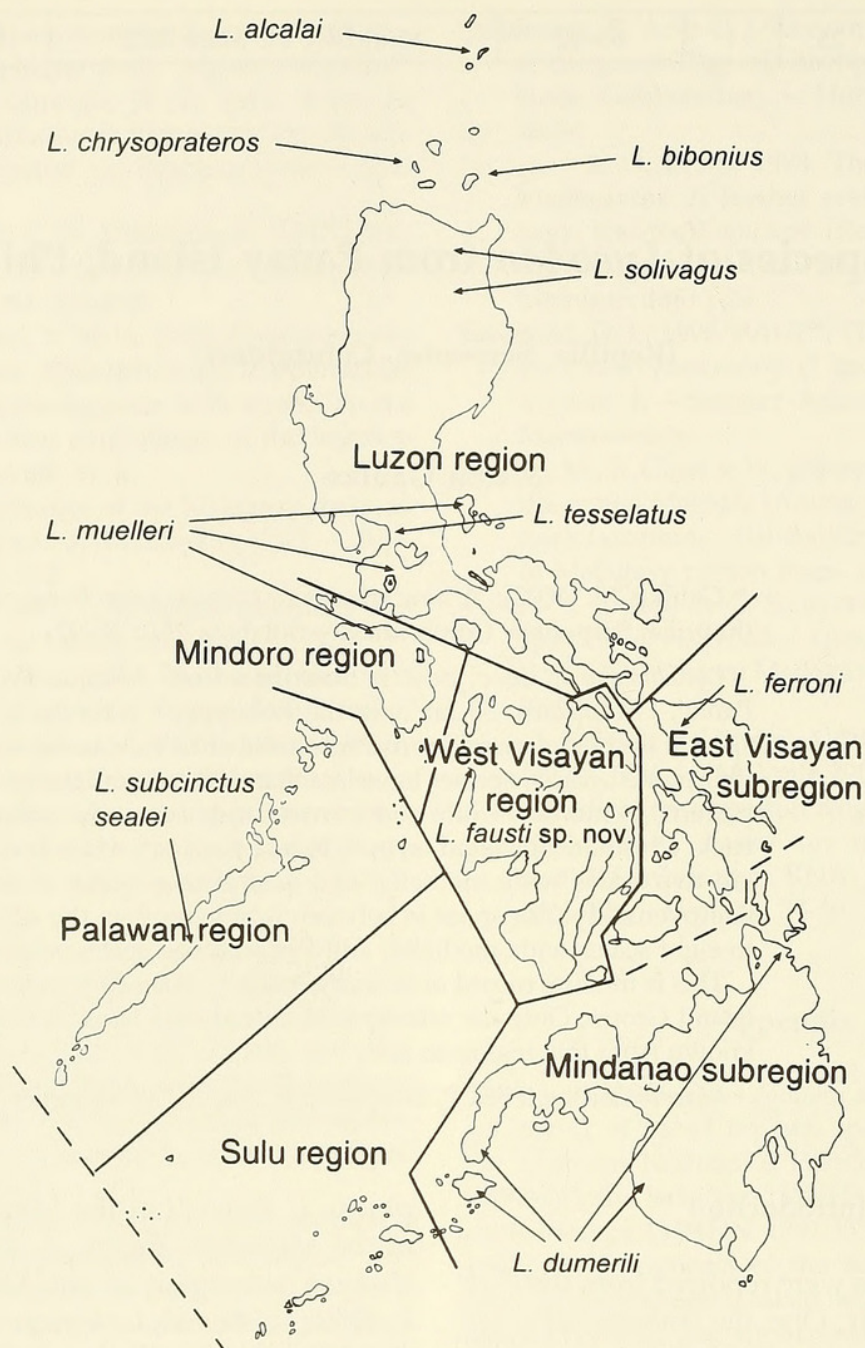 L. alcalai
L. chrysoprateros
L. bibonius
L. solivagus
Luzon region
L. muelleri
L. tesselatus
Mindoro region
L. ferroni
West Visayan
region
East Visayan
subregion
L. subcinctus
sealei
L. fausti sp. nov.
Palawan region
Mindanao subregion
Sulu region
L. dumerili